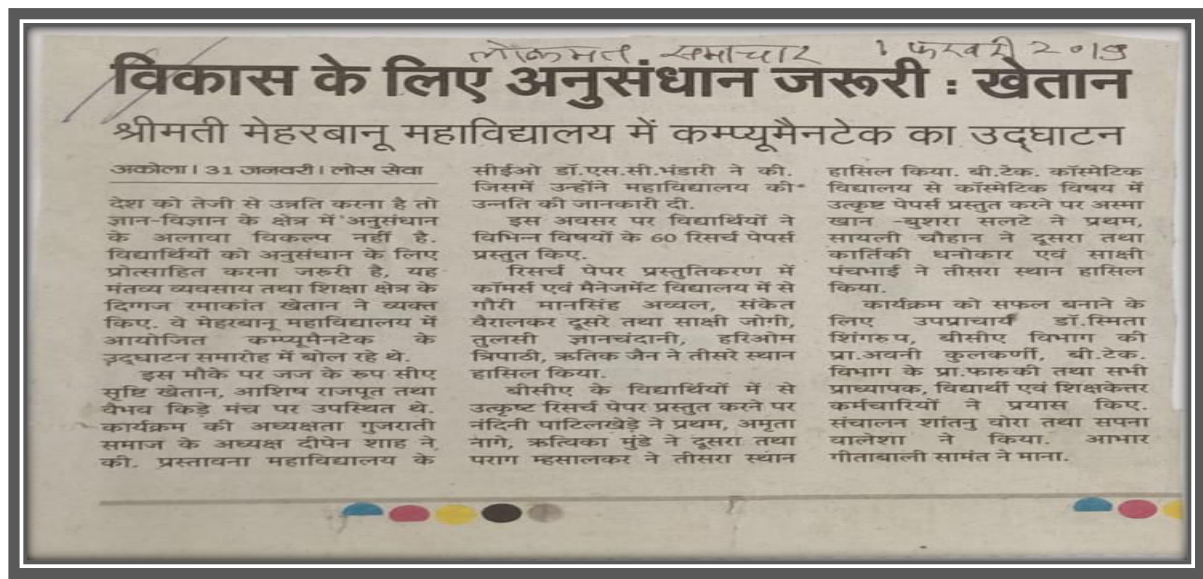 लोकमत समाचार 1 फरवरी 2019
विकास के लिए अनुसंधान जरूरी : खेतान
श्रीमती मेहरबानू महाविद्यालय में कम्प्यूमैनटेक का उद्घाटन
अकोला। 31 जनवरी। लोस सेवा
देश को तेजी से उन्नति करना है तो
ज्ञान-विज्ञान के क्षेत्र में अनुसंधान
के अलावा विकल्प नहीं है.
विद्यार्थियों को अनुसंधान के लिए
प्रोत्साहित करना जरूरी है, यह
मंतव्य व्यवसाय तथा शिक्षा क्षेत्र के
दिग्गज रमाकांत खेतान ने व्यक्त
किए. वे मेहरबानू महाविद्यालय में
आयोजित कम्प्यूमैनटेक के
उद्घाटन समारोह में बोल रहे थे.
इस मौके पर जज के रूप सीए
सृष्टि खेतान, आशिष राजपूत तथा
वैभव किडे मंच पर उपस्थित थे.
कार्यक्रम की अध्यक्षता गुजराती
समाज के अध्यक्ष दीपेन शाह ने
की. प्रस्तावना महाविद्यालय के
सीईओ डॉ.एस.सी.भंडारी ने की.
जिसमें उन्होंने महाविद्यालय की
उन्नति की जानकारी दी.
इस अवसर पर विद्यार्थियों ने
विभिन्न विषयों के 60 रिसर्च पेपर्स
प्रस्तुत किए.
रिसर्च पेपर प्रस्तुतिकरण में
कॉमर्स एवं मैनेजमेंट विद्यालय में से
गौरी मानसिंह अव्वल, संकेत
वैरालकर दूसरे तथा साक्षी जोगी,
तुलसी ज्ञानचंदानी, हरिओम
त्रिपाठी, ऋतिक जैन ने तीसरे स्थान
हासिल किया.
बीसीए के विद्यार्थियों में से
उत्कृष्ट रिसर्च पेपर प्रस्तुत करने पर
नंदिनी पाटिलखेड़े ने प्रथम, अमृता
नागे, ऋत्विका मुंडे ने दूसरा तथा
पराग म्हसालकर ने तीसरा स्थान
हासिल किया. बी.टेक. कॉस्मेटिक
विद्यालय से कॉस्मेटिक विषय में
उत्कृष्ट पेपर्स प्रस्तुत करने पर अस्मा
खान -बुशरा सलटे ने प्रथम,
सायली चौहान ने दूसरा तथा
कार्तिकी धनोकार एवं साक्षी
पंचभाई ने तीसरा स्थान हासिल
किया.
कार्यक्रम को सफल बनाने के
लिए उपप्राचार्य डॉ.स्मिता
शिंगरुप, बीसीए विभाग की
प्रा.अवनी कुलकर्णी, बी.टेक.
विभाग के प्रा.फारुकी तथा सभी
प्राध्यापक, विद्यार्थी एवं शिक्षकेत्तर
कर्मचारियों ने प्रयास किए.
संचालन शांतनु वोरा तथा सपना
वालेशा ने किया. आभार
गीताबाली सामंत ने माना.